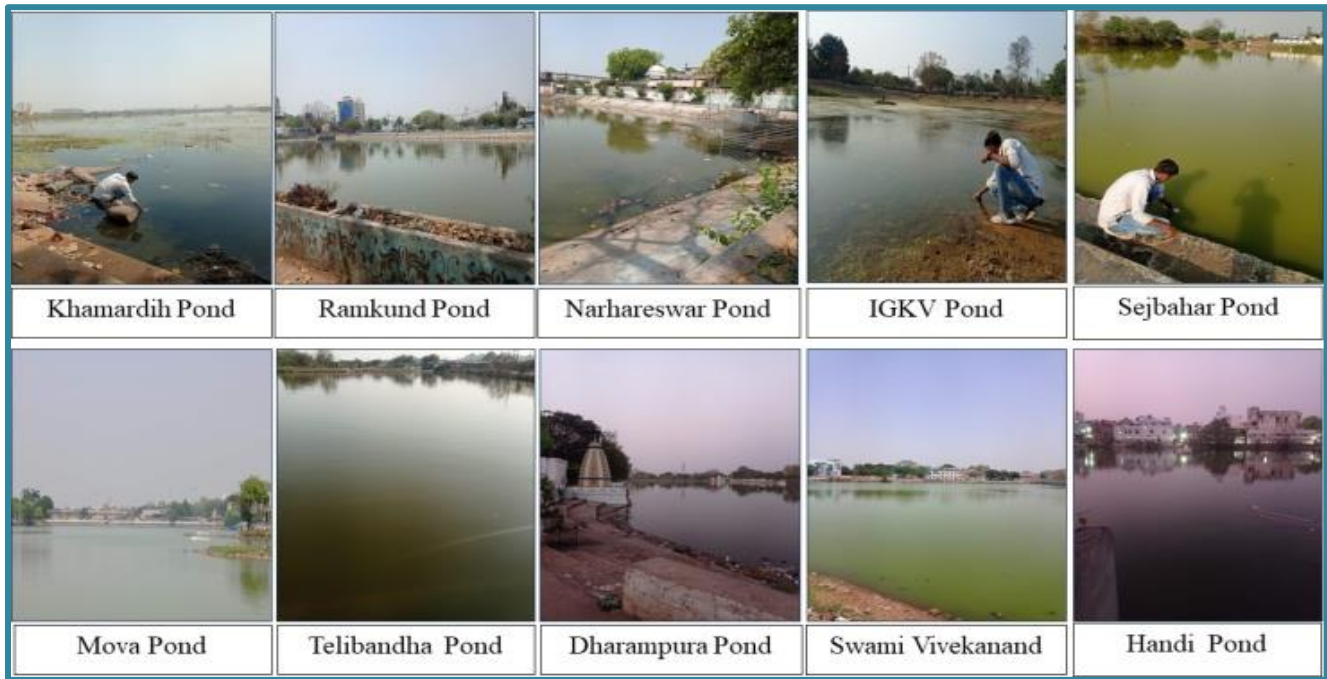 Khamardih Pond
Ramkund Pond
Narhareswar Pond
IGKV Pond
Sejbahar Pond
Mova Pond
Telibandha Pond
Dharampura Pond
Swami Vivekanand
Handi Pond